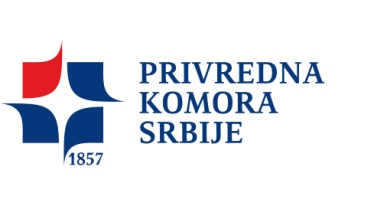 PRIVREDNA
KOMORA
SRBIJE
1857